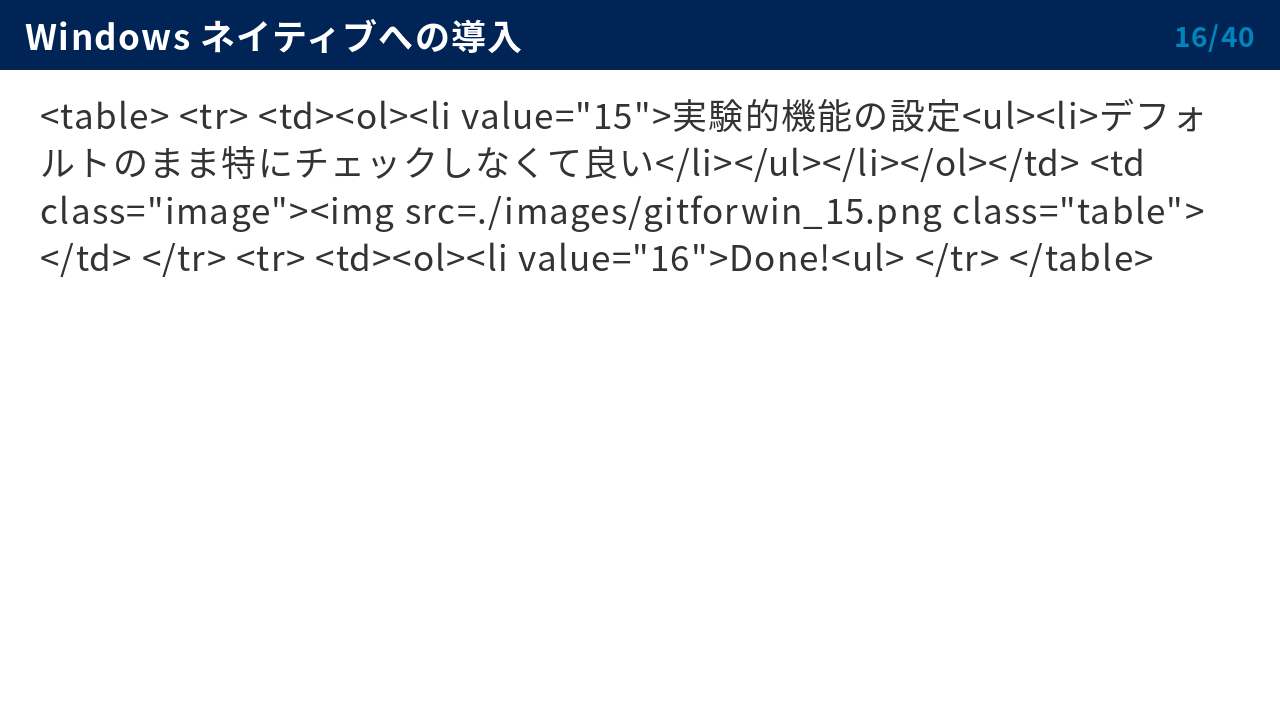 Windows ネイティブへの導入
16/40
<table> <tr> <td><ol><li value="15">実験的機能の設定<ul><li>デフォ
ルトのまま特にチェックしなくて良い</li></ul></li></ol></td> <td
class="image"><img src=./images/gitforwin_15.png class="table">
</td> </tr> <tr> <td><ol><li value="16">Done!<ul> </tr> </table>